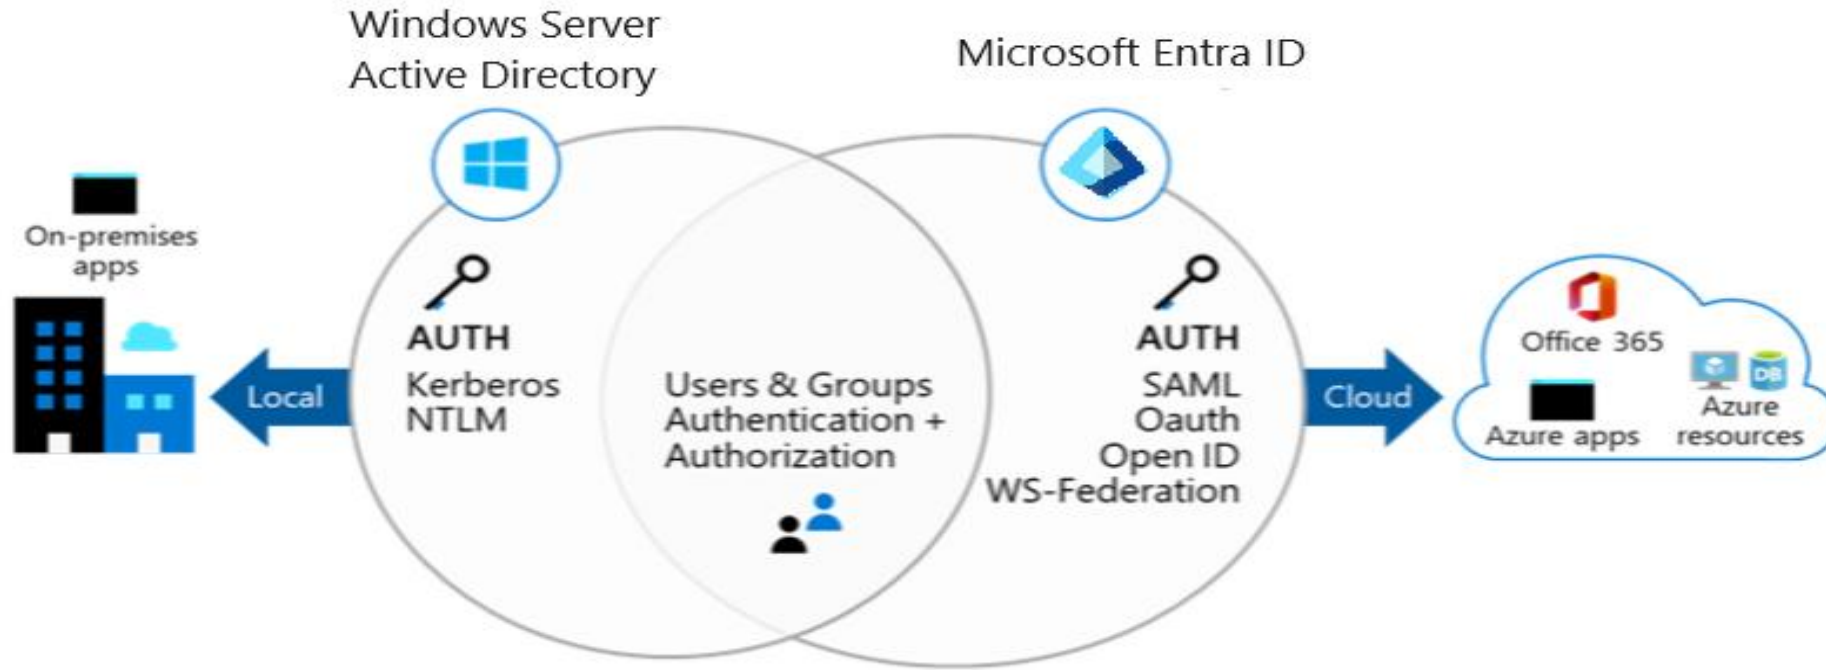 Windows Server
Active Directory
Microsoft Entra ID
On-premises
apps
Local
AUTH
Kerberos
NTLM
Users & Groups
Authentication +
Authorization
AUTH
SAML
Oauth
Open ID
WS-Federation
Cloud
Office 365
Azure apps
DB
Azure
resources